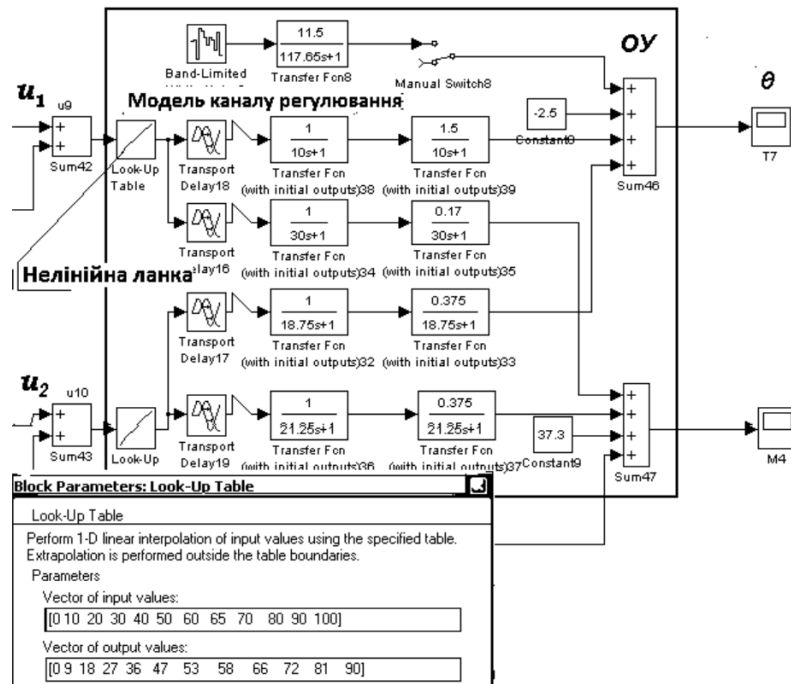 11.5
117.65s+1
ОУ
Band-Limited
Transfer Fcn8
Manual Switch8
θ
u₁
u9
Модель каналу регулювання
-2.5
Constant8
+
+
Sum42
Look-Up
Table
Transport
Delay18
1
10s+1
Transfer Fcn
(with initial outputs)38
1.5
10s+1
Transfer Fcn
(with initial outputs)39
+
+
+
+
Sum46
T7
Transport
Delay16
1
30s+1
Transfer Fcn
(with initial outputs)34
0.17
30s+1
Transfer Fcn
(with initial outputs)35
Нелінійна ланка
Transport
Delay17
1
18.75s+1
Transfer Fcn
(with initial outputs)32
0.375
18.75s+1
Transfer Fcn
(with initial outputs)33
u₂
u10
+
+
Sum43
Look-Up
Transport
Delay19
1
21.25s+1
Transfer Fcn
(with initial outputs)36
0.375
21.25s+1
Transfer Fcn
(with initial outputs)37
37.3
Constant9
+
+
+
+
Sum47
M4
Block Parameters: Look-Up Table
Look-Up Table
Perform 1-D linear interpolation of input values using the specified table.
Extrapolation is performed outside the table boundaries.
Parameters
Vector of input values:
[0 10 20 30 40 50 60 65 70 80 90 100]
Vector of output values:
[0 9 18 27 36 47 53 58 66 72 81 90]